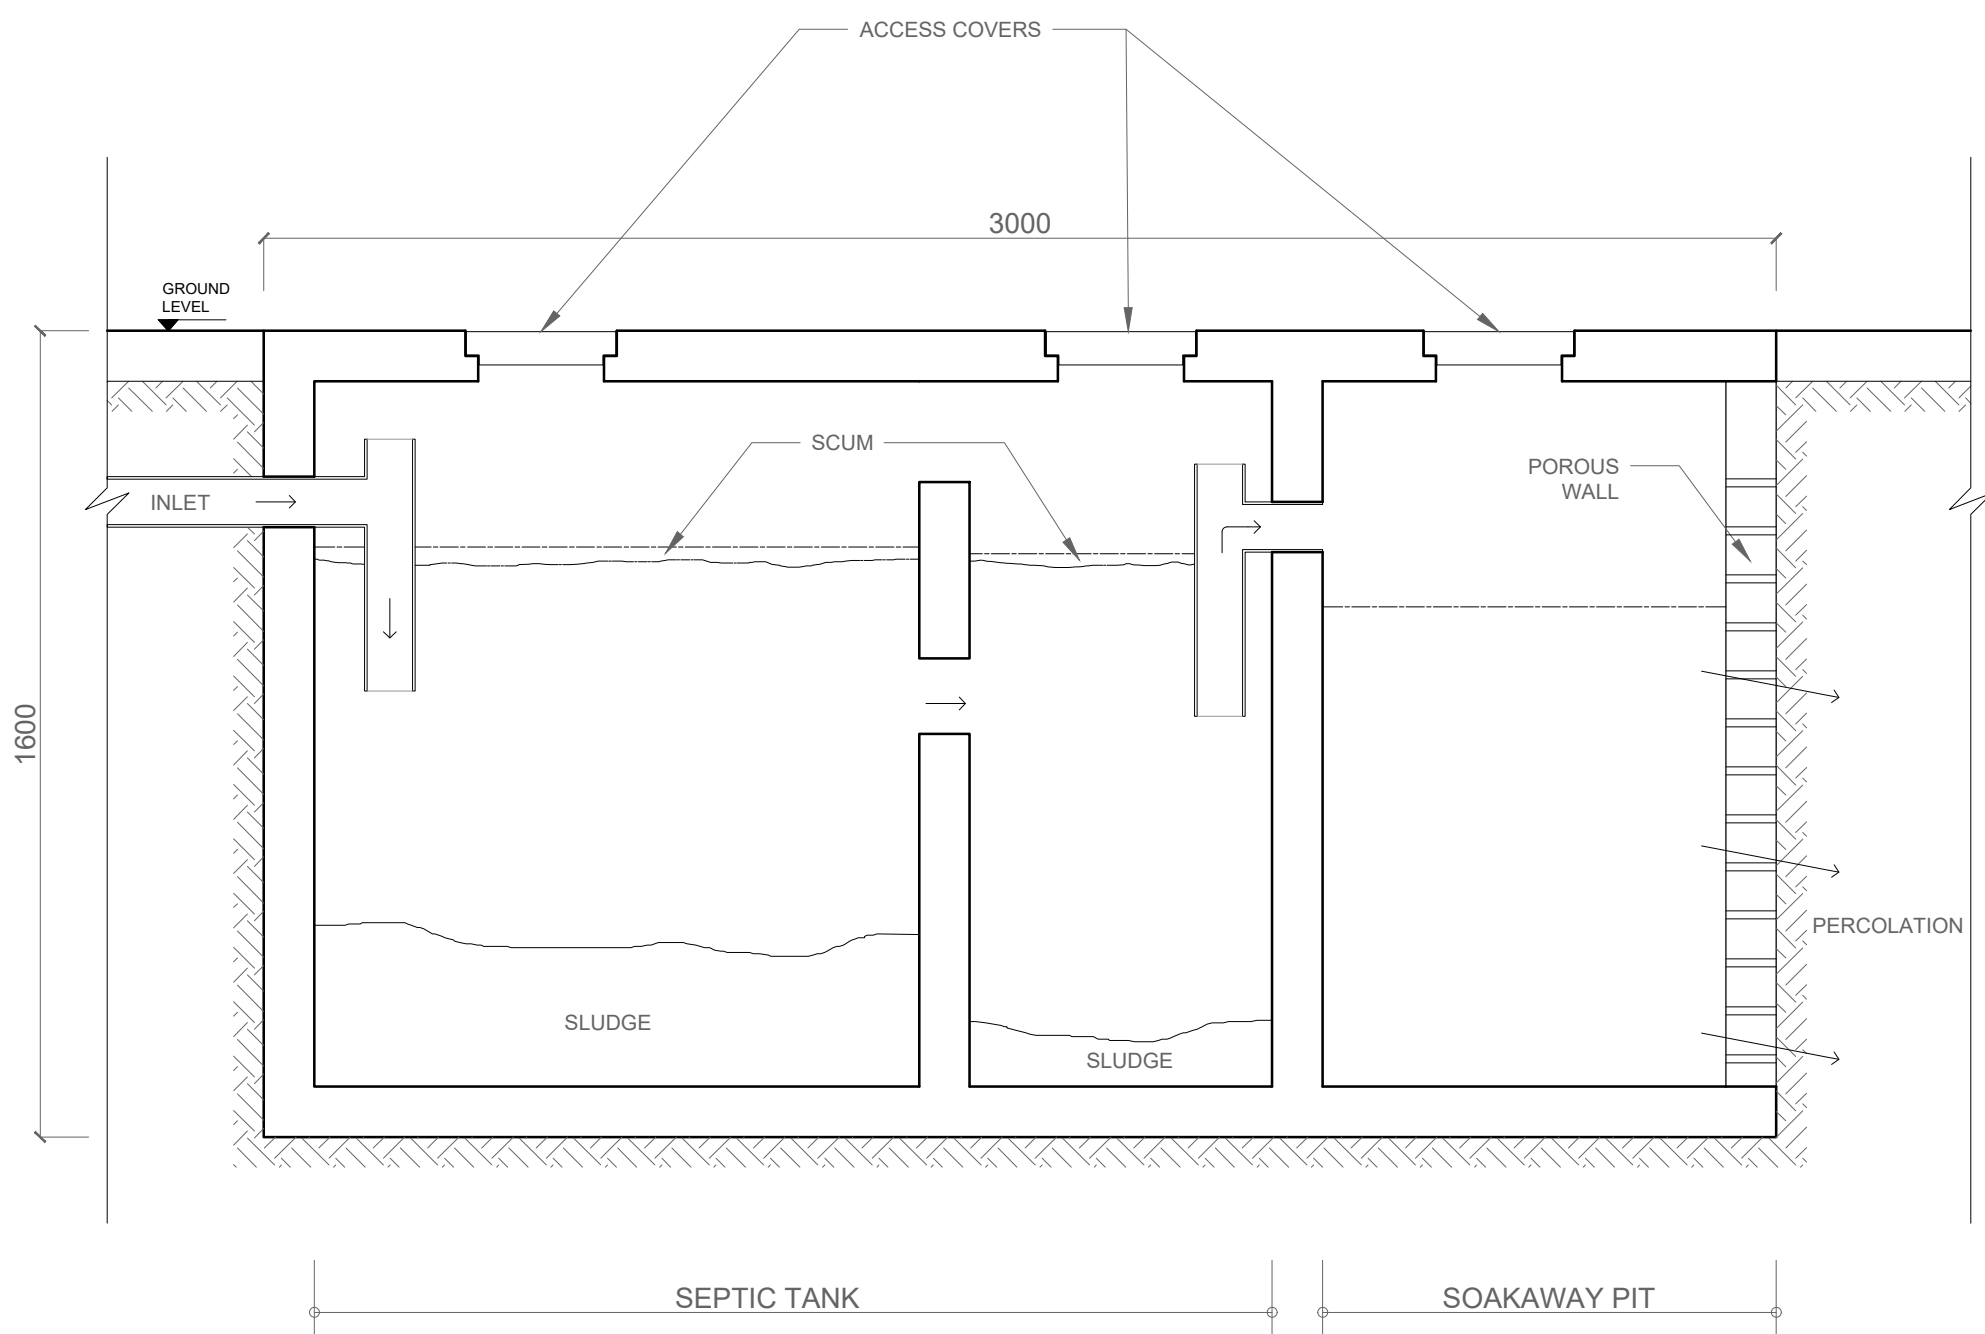 ACCESS COVERS
3000
GROUND
LEVEL
SCUM
POROUS
WALL
INLET
1600
PERCOLATION
SLUDGE
SLUDGE
SEPTIC TANK
SOAKAWAY PIT